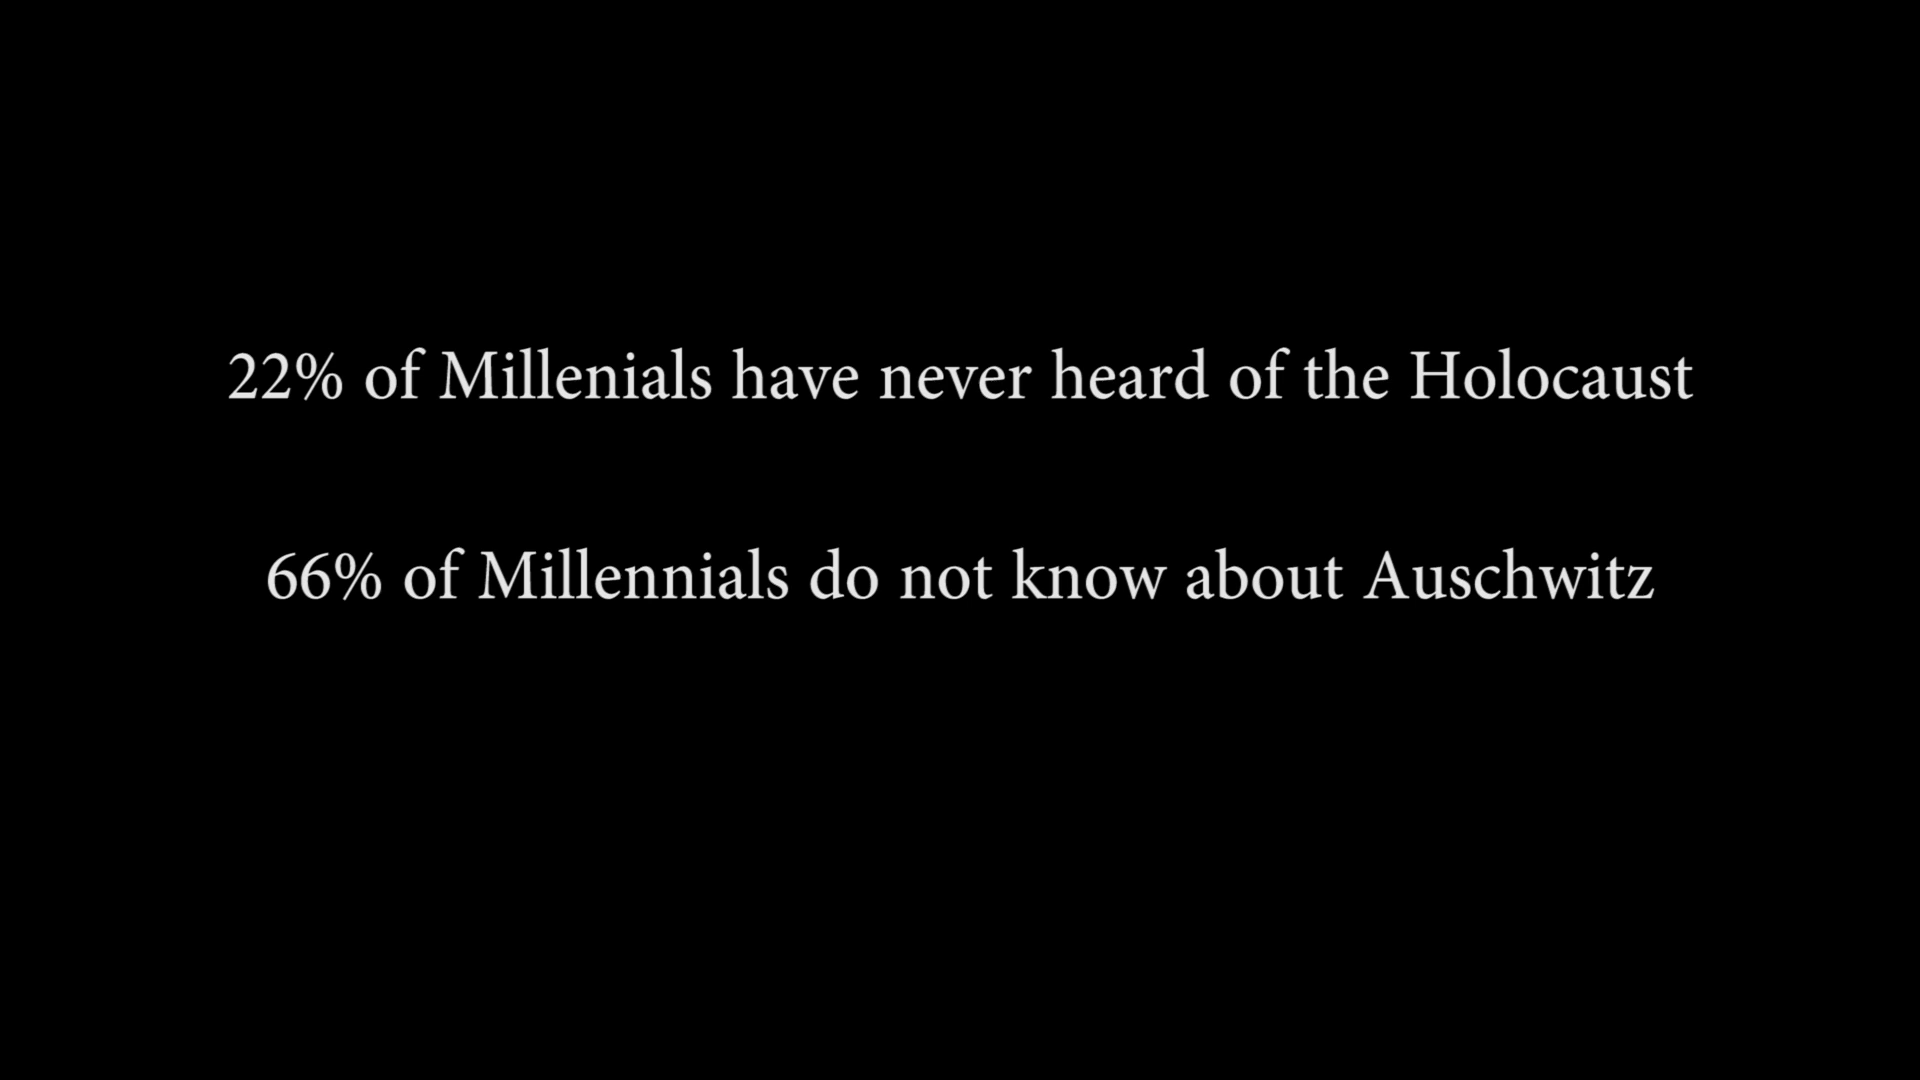 22% of Millenials have never heard of the Holocaust
66% of Millennials do not know about Auschwitz